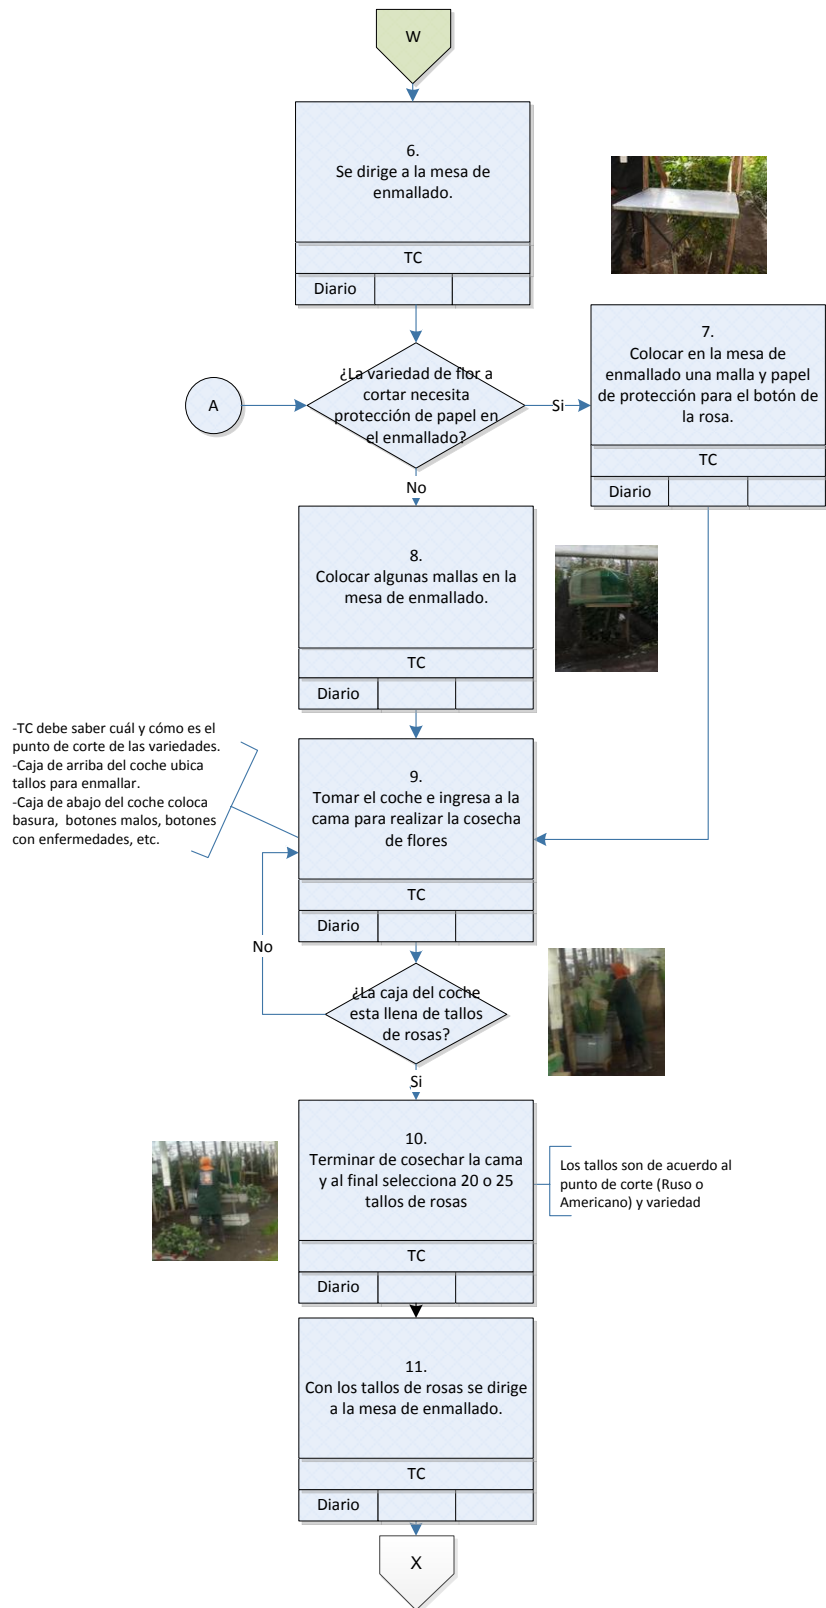 W
6.
Se dirige a la mesa de
enmallado.
TC
Diario
A
¿La variedad de flor a
cortar necesita
protección de papel en
el enmallado?
Si
7.
Colocar en la mesa de
enmallado una malla y papel
de protección para el botón de
la rosa.
TC
Diario
No
8.
Colocar algunas mallas en la
mesa de enmallado.
TC
Diario
-TC debe saber cuál y cómo es el
punto de corte de las variedades.
-Caja de arriba del coche ubica
tallos para enmallar.
-Caja de abajo del coche coloca
basura,  botones malos, botones
con enfermedades, etc.
9.
Tomar el coche e ingresa a la
cama para realizar la cosecha
de flores
TC
Diario
No
¿La caja del coche
esta llena de tallos
de rosas?
Si
10.
Terminar de cosechar la cama
y al final selecciona 20 o 25
tallos de rosas
TC
Diario
Los tallos son de acuerdo al
punto de corte (Ruso o
Americano) y variedad
11.
Con los tallos de rosas se dirige
a la mesa de enmallado.
TC
Diario
X